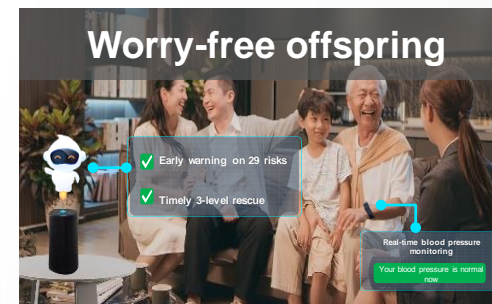 Worry-free offspring
Early warning on 29 risks
Timely 3-level rescue
Real-time blood pressure
monitoring
Your blood pressure is normal
now